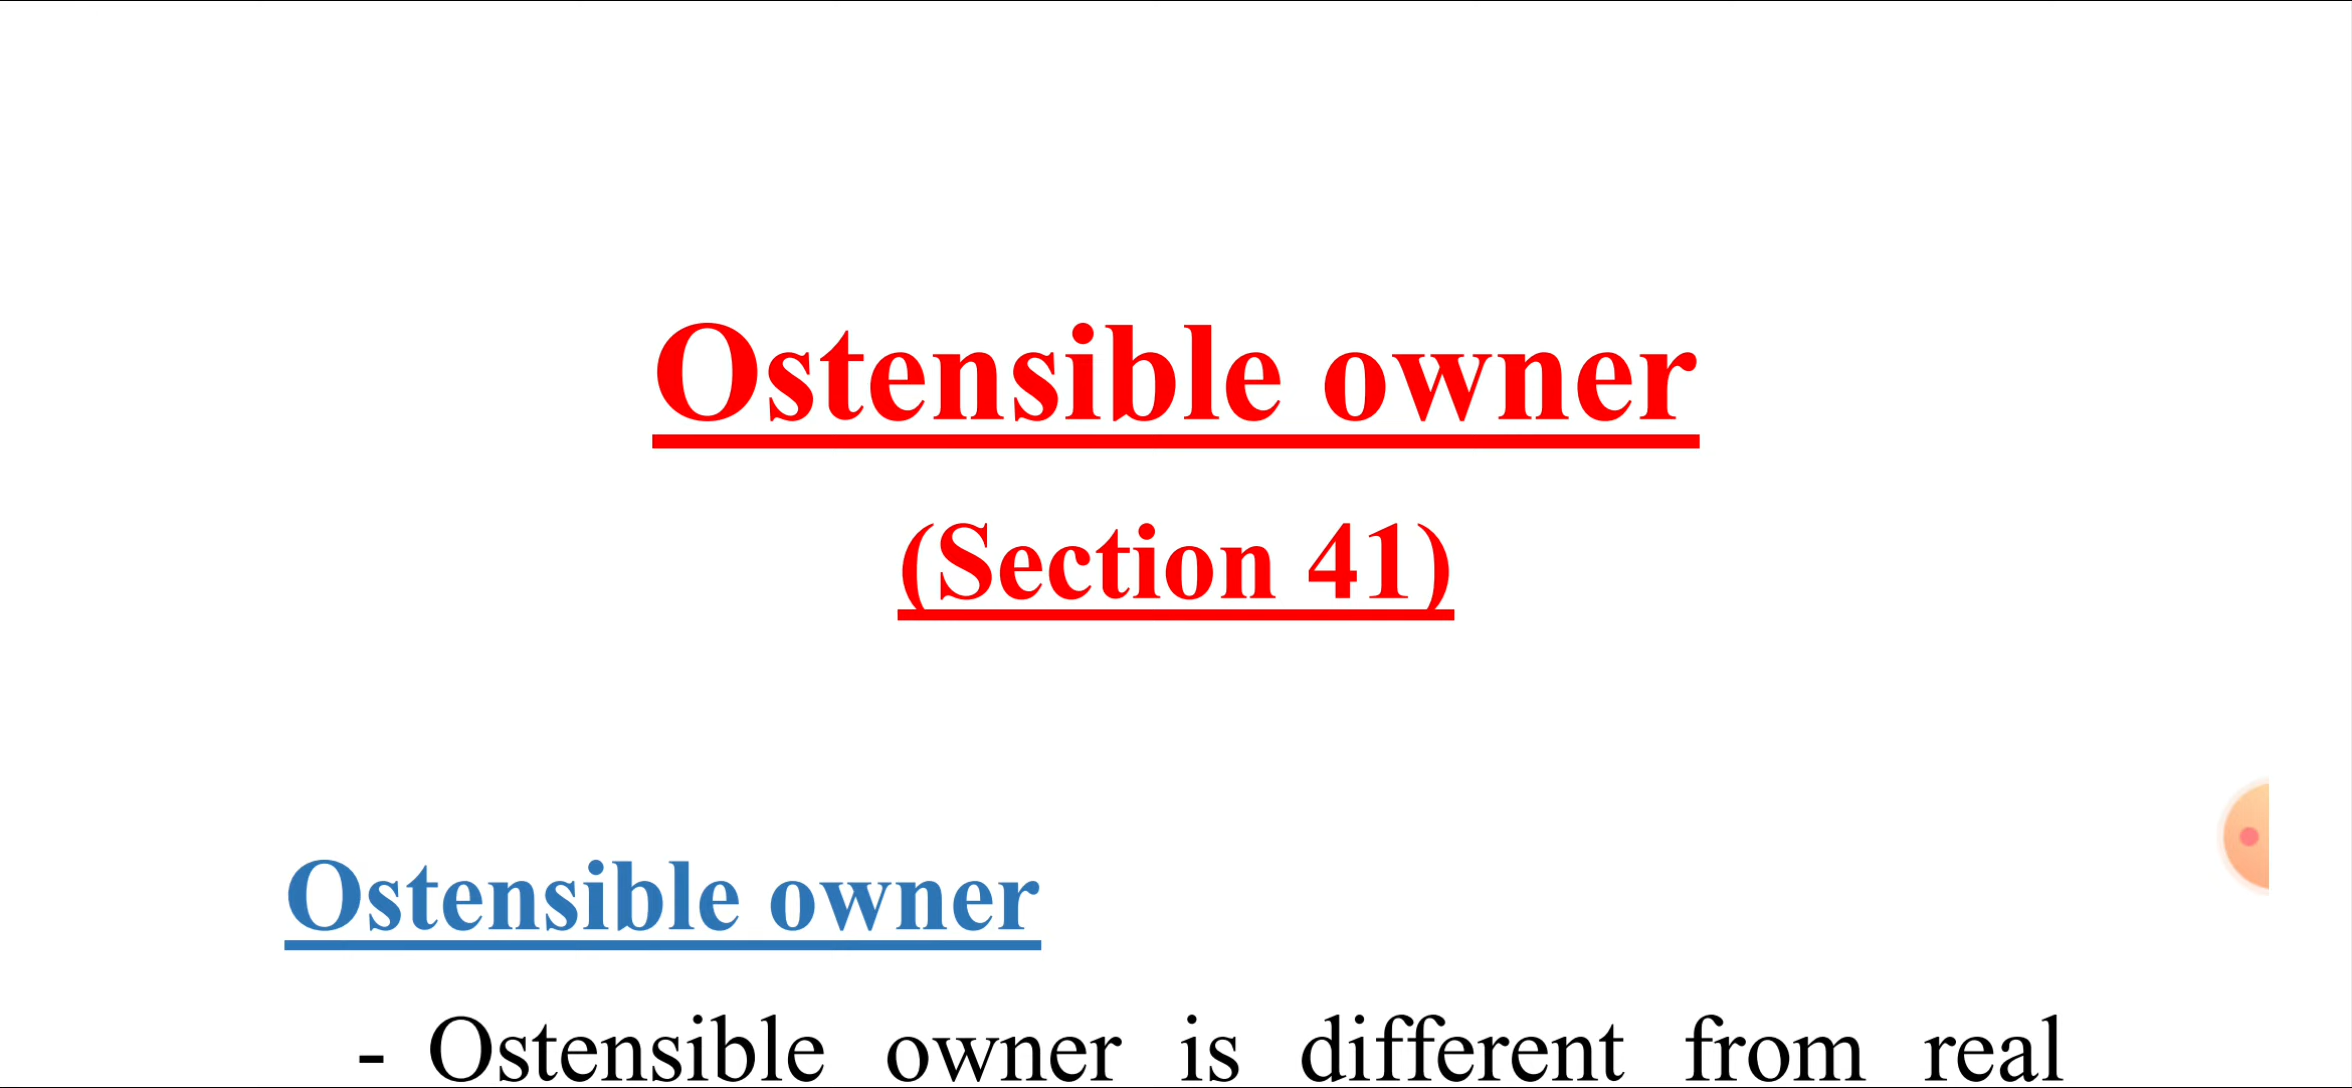 Ostensible owner
(Section 41)
Ostensible owner
- Ostensible owner is different from real